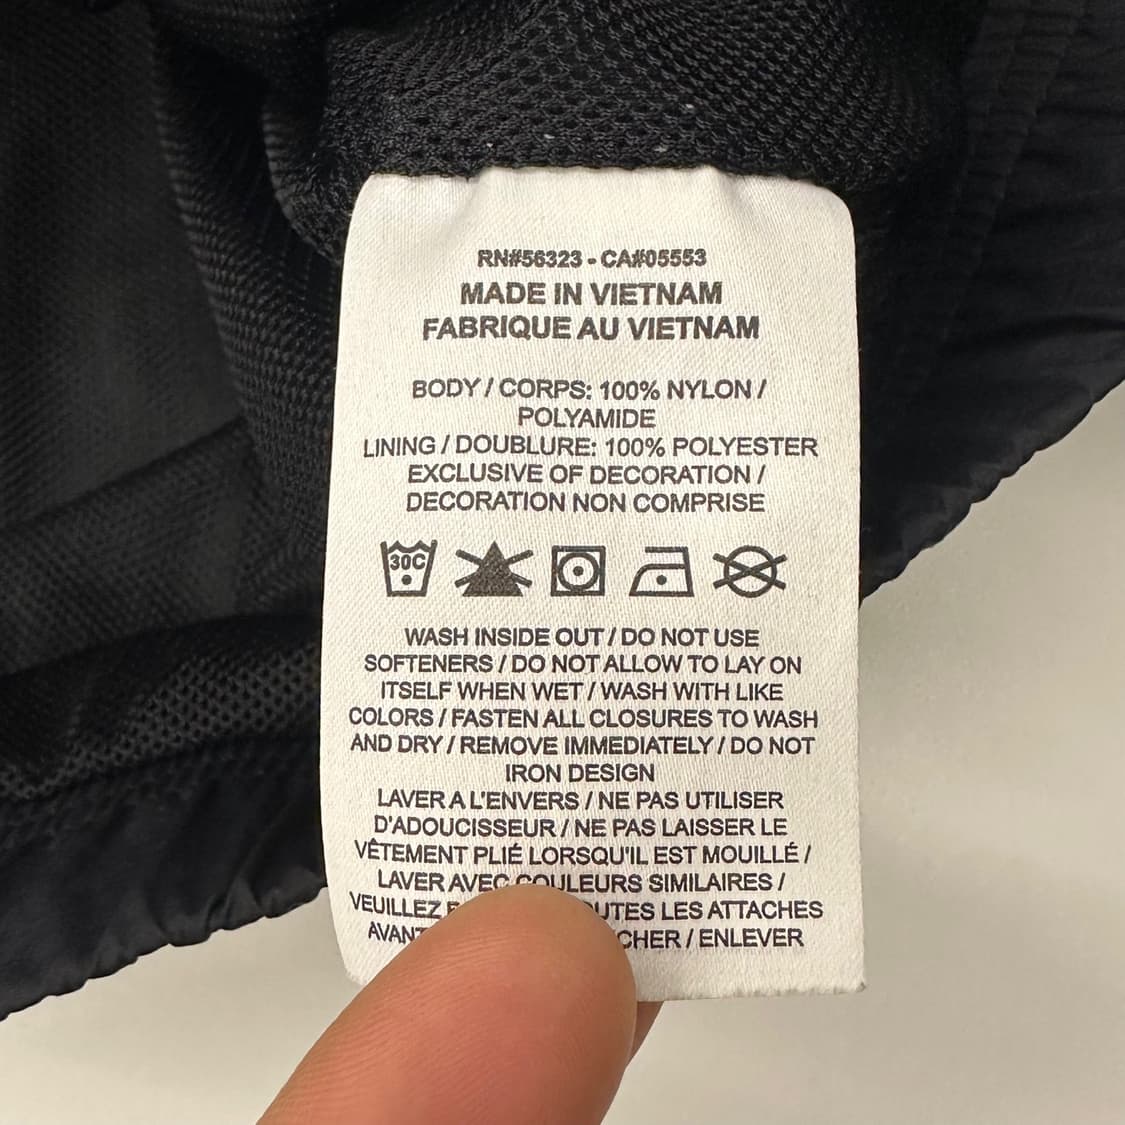 RN#56323 - CA#05553
MADE IN VIETNAM
FABRIQUE AU VIETNAM
BODY / CORPS: 100% NYLON /
POLYAMIDE
LINING / DOUBLURE: 100% POLYESTER
EXCLUSIVE OF DECORATION /
DECORATION NON COMPRISE
30C
WASH INSIDE OUT / DO NOT USE
SOFTENERS / DO NOT ALLOW TO LAY ON
ITSELF WHEN WET / WASH WITH LIKE
COLORS / FASTEN ALL CLOSURES TO WASH
AND DRY / REMOVE IMMEDIATELY / DO NOT
IRON DESIGN
LAVER A L'ENVERS / NE PAS UTILISER
D'ADOUCISSEUR / NE PAS LAISSER LE
VÊTEMENT PLIÉ LORSQU'IL EST MOUILLÉ /
LAVER AVEC COULEURS SIMILAIRES /
VEUILLEZ LES ATTACHES
/ ENLEVER